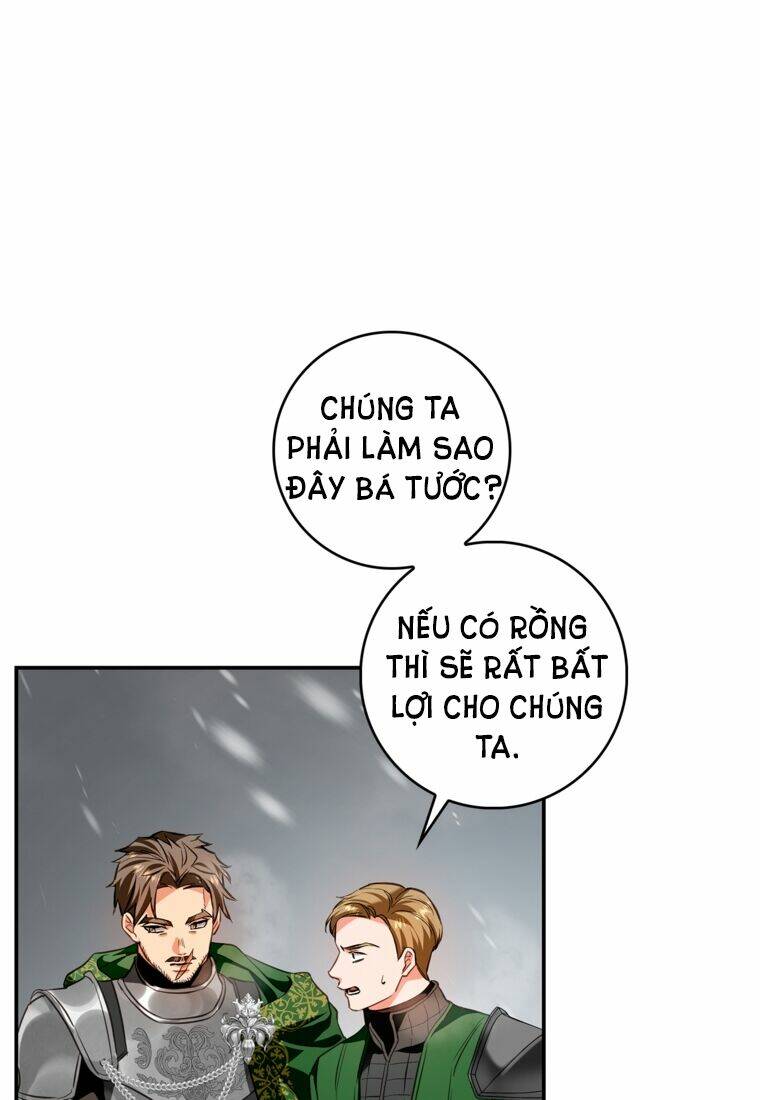 CHÚNG TA
PHẢI LÀM SAO
ĐÂY BÁ TƯỚC?
NẾU CÓ RỒNG
THÌ SẼ RẤT BẤT
LỢI CHO CHÚNG
TA.